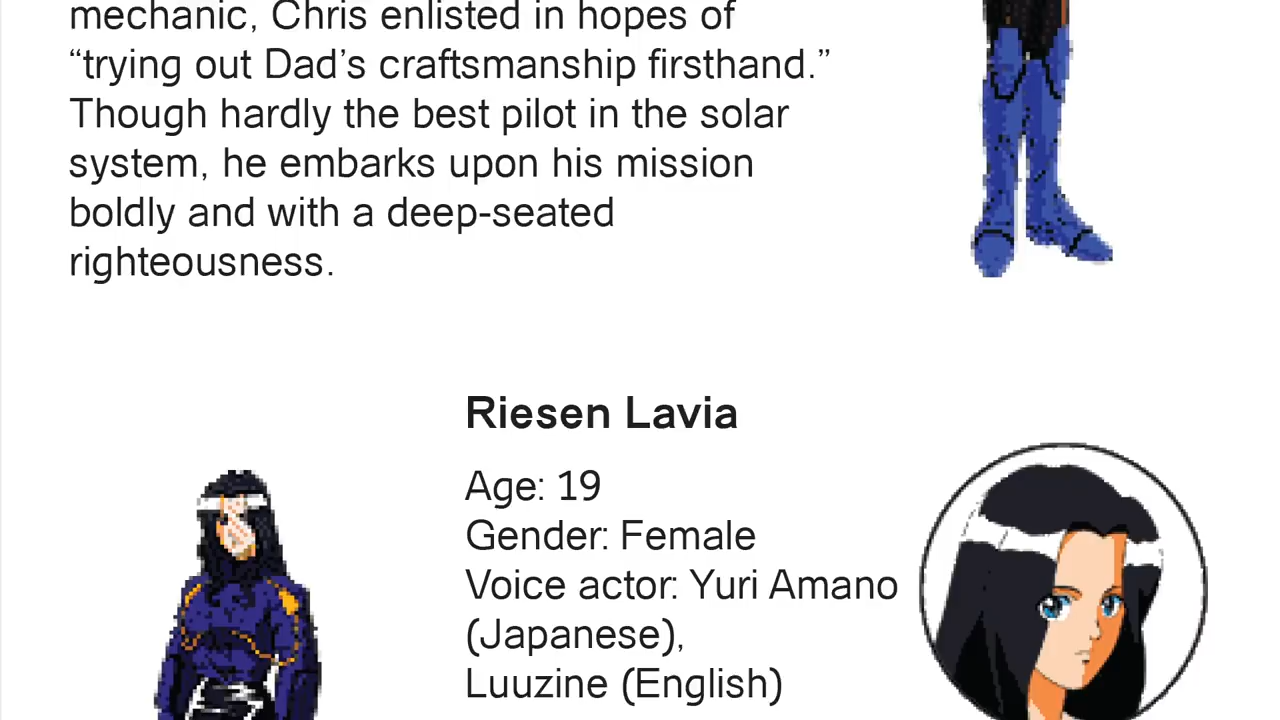 mechanic, Chris enlisted in hopes of
“trying out Dad’s craftsmanship firsthand.”
Though hardly the best pilot in the solar
system, he embarks upon his mission
boldly and with a deep-seated
righteousness.
Riesen Lavia
Age: 19
Gender: Female
Voice actor: Yuri Amano
(Japanese),
Luuzine (English)